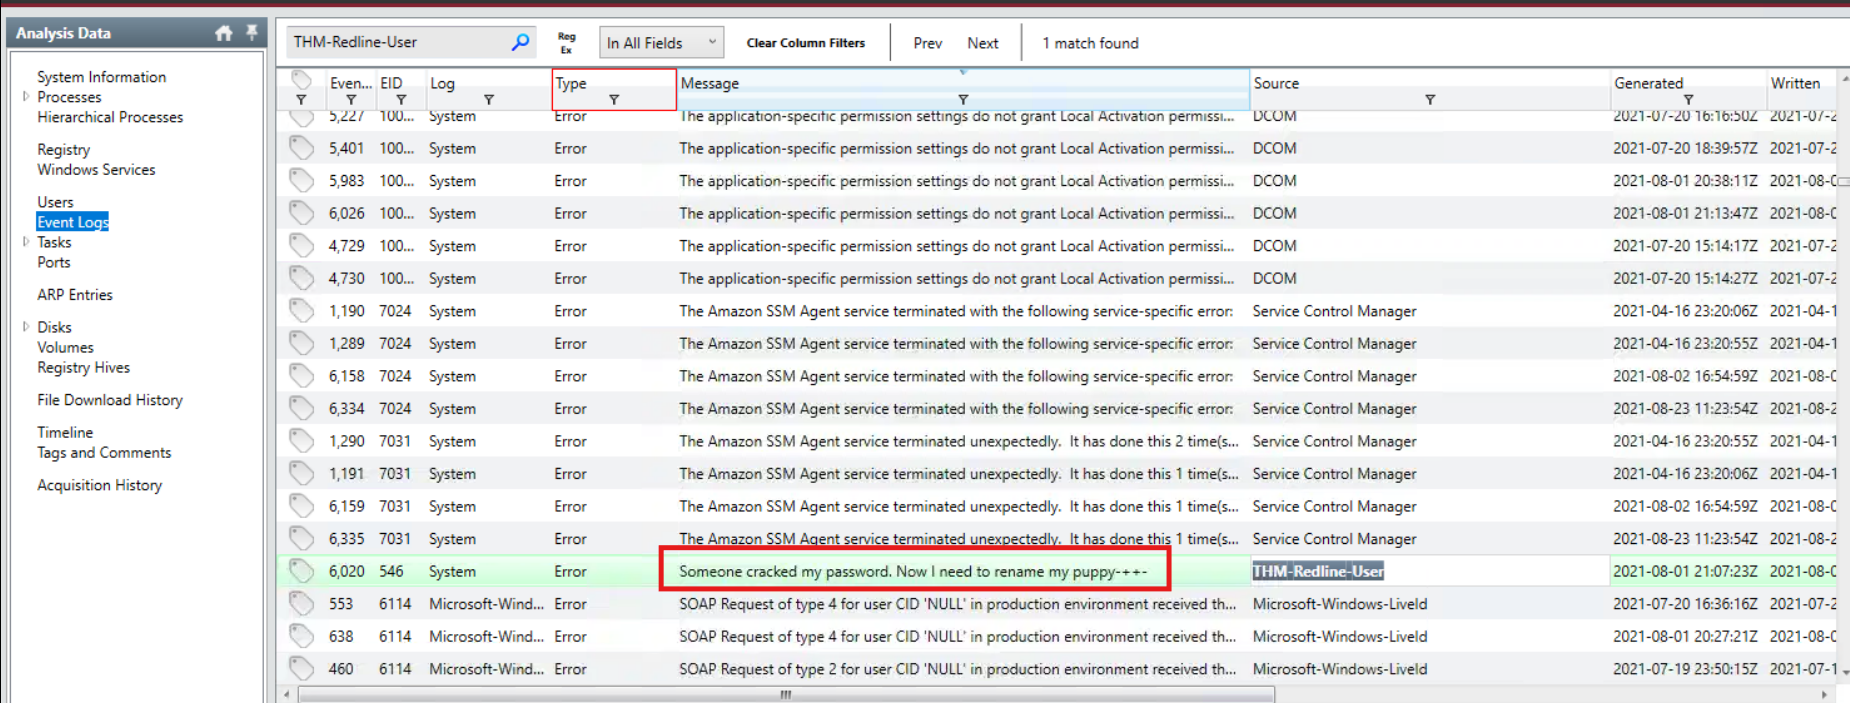 Analysis Data
System Information
Processes
Hierarchical Processes
Registry
Windows Services
Users
Event Logs
Tasks
Ports
ARP Entries
Disks
Volumes
Registry Hives
File Download History
Timeline
Tags and Comments
Acquisition History
THM-Redline-User Reg Ex In All Fields Clear Column Filters Prev Next 1 match found
Even... EID Log Type Message Source Generated Written
5,227 100... System Error The application-specific permission settings do not grant Local Activation permissi... DCOM 2021-07-20 16:16:50Z 2021-07-2
5,401 100... System Error The application-specific permission settings do not grant Local Activation permissi... DCOM 2021-07-20 18:39:57Z 2021-07-2
5,983 100... System Error The application-specific permission settings do not grant Local Activation permissi... DCOM 2021-08-01 20:38:11Z 2021-08-0
6,026 100... System Error The application-specific permission settings do not grant Local Activation permissi... DCOM 2021-08-01 21:13:47Z 2021-08-0
4,729 100... System Error The application-specific permission settings do not grant Local Activation permissi... DCOM 2021-07-20 15:14:17Z 2021-07-2
4,730 100... System Error The application-specific permission settings do not grant Local Activation permissi... DCOM 2021-07-20 15:14:27Z 2021-07-2
1,190 7024 System Error The Amazon SSM Agent service terminated with the following service-specific error: Service Control Manager 2021-04-16 23:20:06Z 2021-04-1
1,289 7024 System Error The Amazon SSM Agent service terminated with the following service-specific error: Service Control Manager 2021-04-16 23:20:55Z 2021-04-1
6,158 7024 System Error The Amazon SSM Agent service terminated with the following service-specific error: Service Control Manager 2021-08-02 16:54:59Z 2021-08-0
6,334 7024 System Error The Amazon SSM Agent service terminated with the following service-specific error: Service Control Manager 2021-08-23 11:23:54Z 2021-08-2
1,290 7031 System Error The Amazon SSM Agent service terminated unexpectedly. It has done this 2 time(s... Service Control Manager 2021-04-16 23:20:55Z 2021-04-1
1,191 7031 System Error The Amazon SSM Agent service terminated unexpectedly. It has done this 1 time(s... Service Control Manager 2021-04-16 23:20:06Z 2021-04-1
6,159 7031 System Error The Amazon SSM Agent service terminated unexpectedly. It has done this 1 time(s... Service Control Manager 2021-08-02 16:54:59Z 2021-08-0
6,335 7031 System Error The Amazon SSM Agent service terminated unexpectedly. It has done this 1 time(s... Service Control Manager 2021-08-23 11:23:54Z 2021-08-2
6,020 546 System Error Someone cracked my password. Now I need to rename my puppy-++- THM-Redline-User 2021-08-01 21:07:23Z 2021-08-0
553 6114 Microsoft-Wind... Error SOAP Request of type 4 for user CID 'NULL' in production environment received th... Microsoft-Windows-LiveId 2021-07-20 16:36:16Z 2021-07-2
638 6114 Microsoft-Wind... Error SOAP Request of type 4 for user CID 'NULL' in production environment received th... Microsoft-Windows-LiveId 2021-08-01 20:27:21Z 2021-08-0
460 6114 Microsoft-Wind... Error SOAP Request of type 2 for user CID 'NULL' in production environment received th... Microsoft-Windows-LiveId 2021-07-19 23:50:15Z 2021-07-1